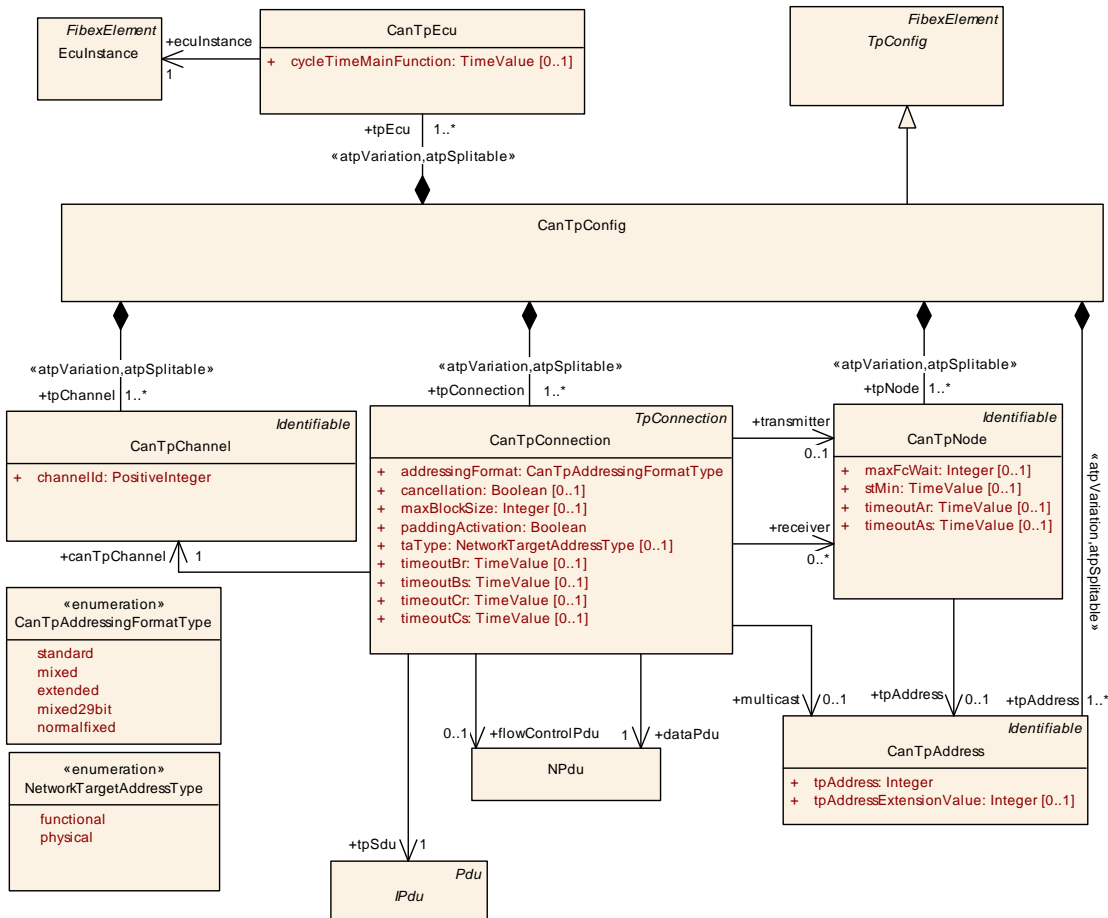 FibexElement
EcuInstance
+ecuInstance
1
CanTpEcu
+ cycleTimeMainFunction: TimeValue [0..1]
FibexElement
TpConfig
+tpEcu 1..*
«atpVariation,atpSplitable»
CanTpConfig
«atpVariation,atpSplitable»
+tpChannel 1..*
«atpVariation,atpSplitable»
+tpConnection 1..*
«atpVariation,atpSplitable»
+tpNode 1..*
«atpVariation,atpSplitable»
Identifiable
CanTpChannel
+ channelId: PositiveInteger
+canTpChannel 1
TpConnection
CanTpConnection
+ addressingFormat: CanTpAddressingFormatType
+ cancellation: Boolean [0..1]
+ maxBlockSize: Integer [0..1]
+ paddingActivation: Boolean
+ taType: NetworkTargetAddressType [0..1]
+ timeoutBr: TimeValue [0..1]
+ timeoutBs: TimeValue [0..1]
+ timeoutCr: TimeValue [0..1]
+ timeoutCs: TimeValue [0..1]
+transmitter
0..1
+receiver
0..*
Identifiable
CanTpNode
+ maxFcWait: Integer [0..1]
+ stMin: TimeValue [0..1]
+ timeoutAr: TimeValue [0..1]
+ timeoutAs: TimeValue [0..1]
«enumeration»
CanTpAddressingFormatType
standard
mixed
extended
mixed29bit
normalfixed
+multicast 0..1
+tpAddress 0..1
+tpAddress 1..*
0..1 +flowControlPdu
1 +dataPdu
NPdu
Identifiable
CanTpAddress
+ tpAddress: Integer
+ tpAddressExtensionValue: Integer [0..1]
«enumeration»
NetworkTargetAddressType
functional
physical
+tpSdu 1
Pdu
IPdu